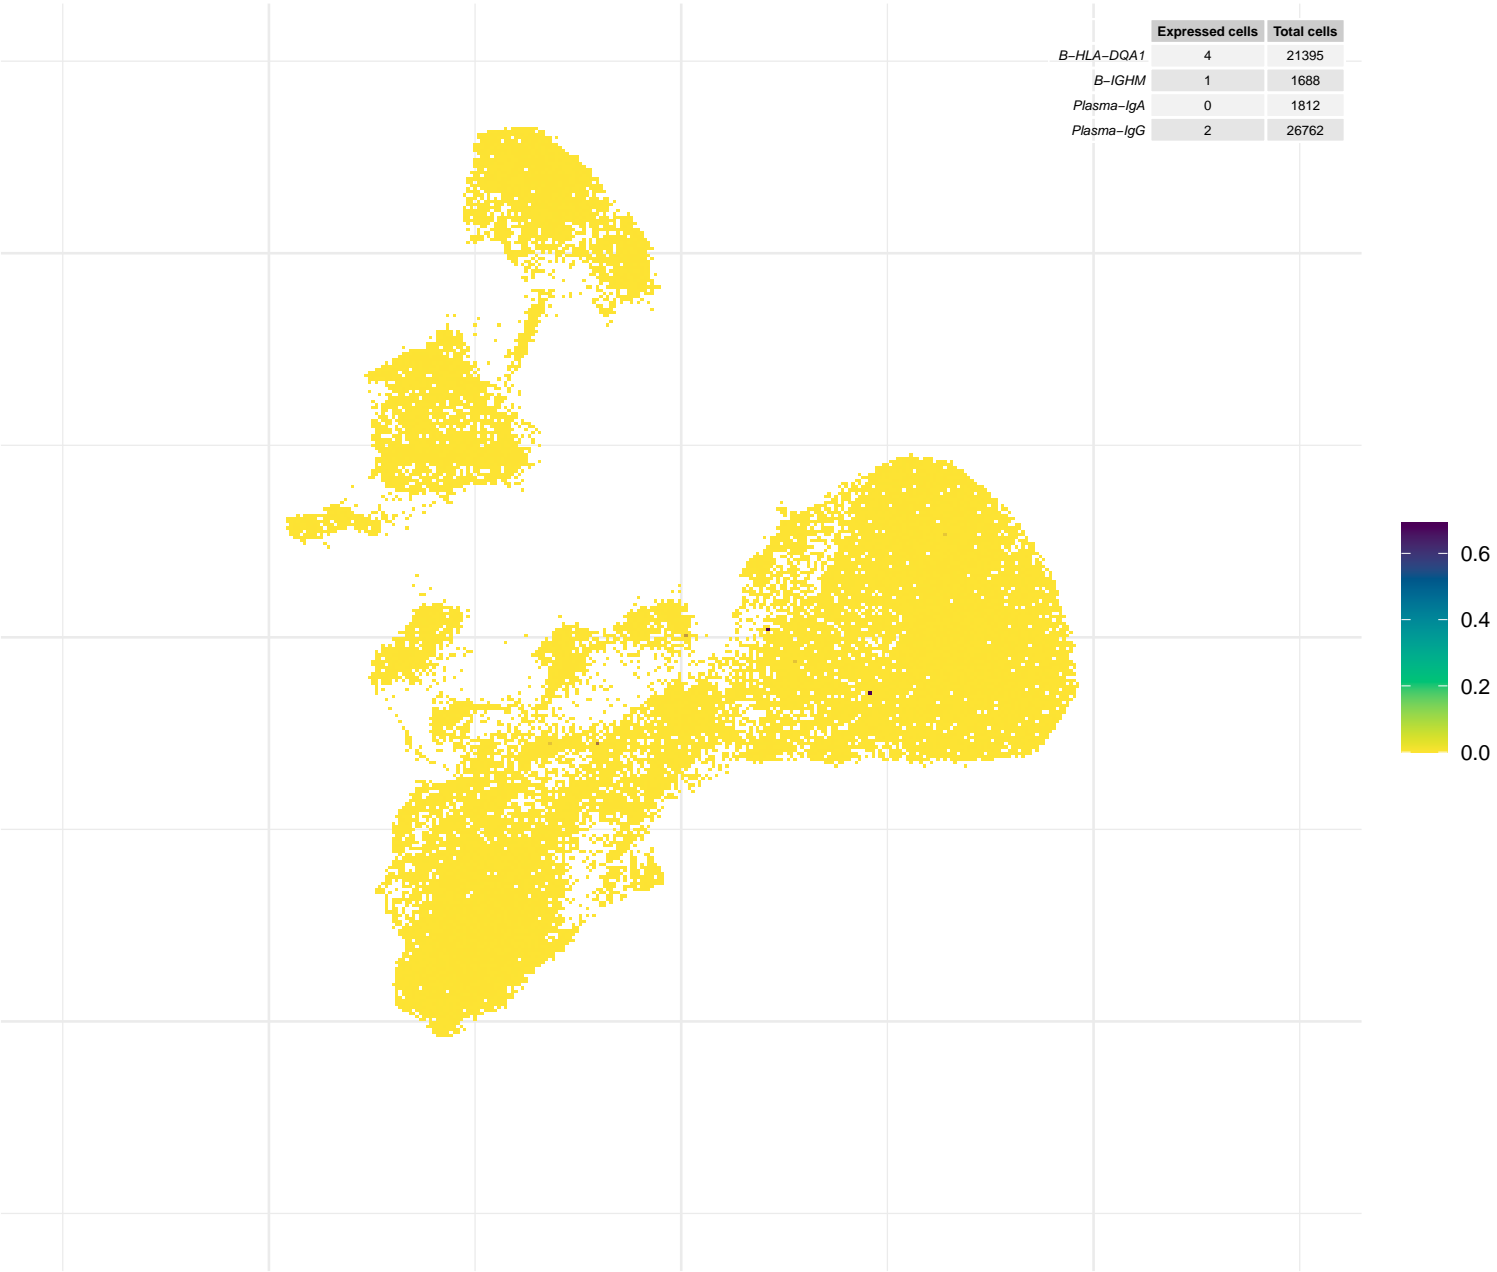 Expressed cells Total cells
B−HLA−DQA1 4 21395
B−IGHM 1 1688
Plasma−IgA 0 1812
Plasma−IgG 2 26762
0.6
0.4
0.2
0.0